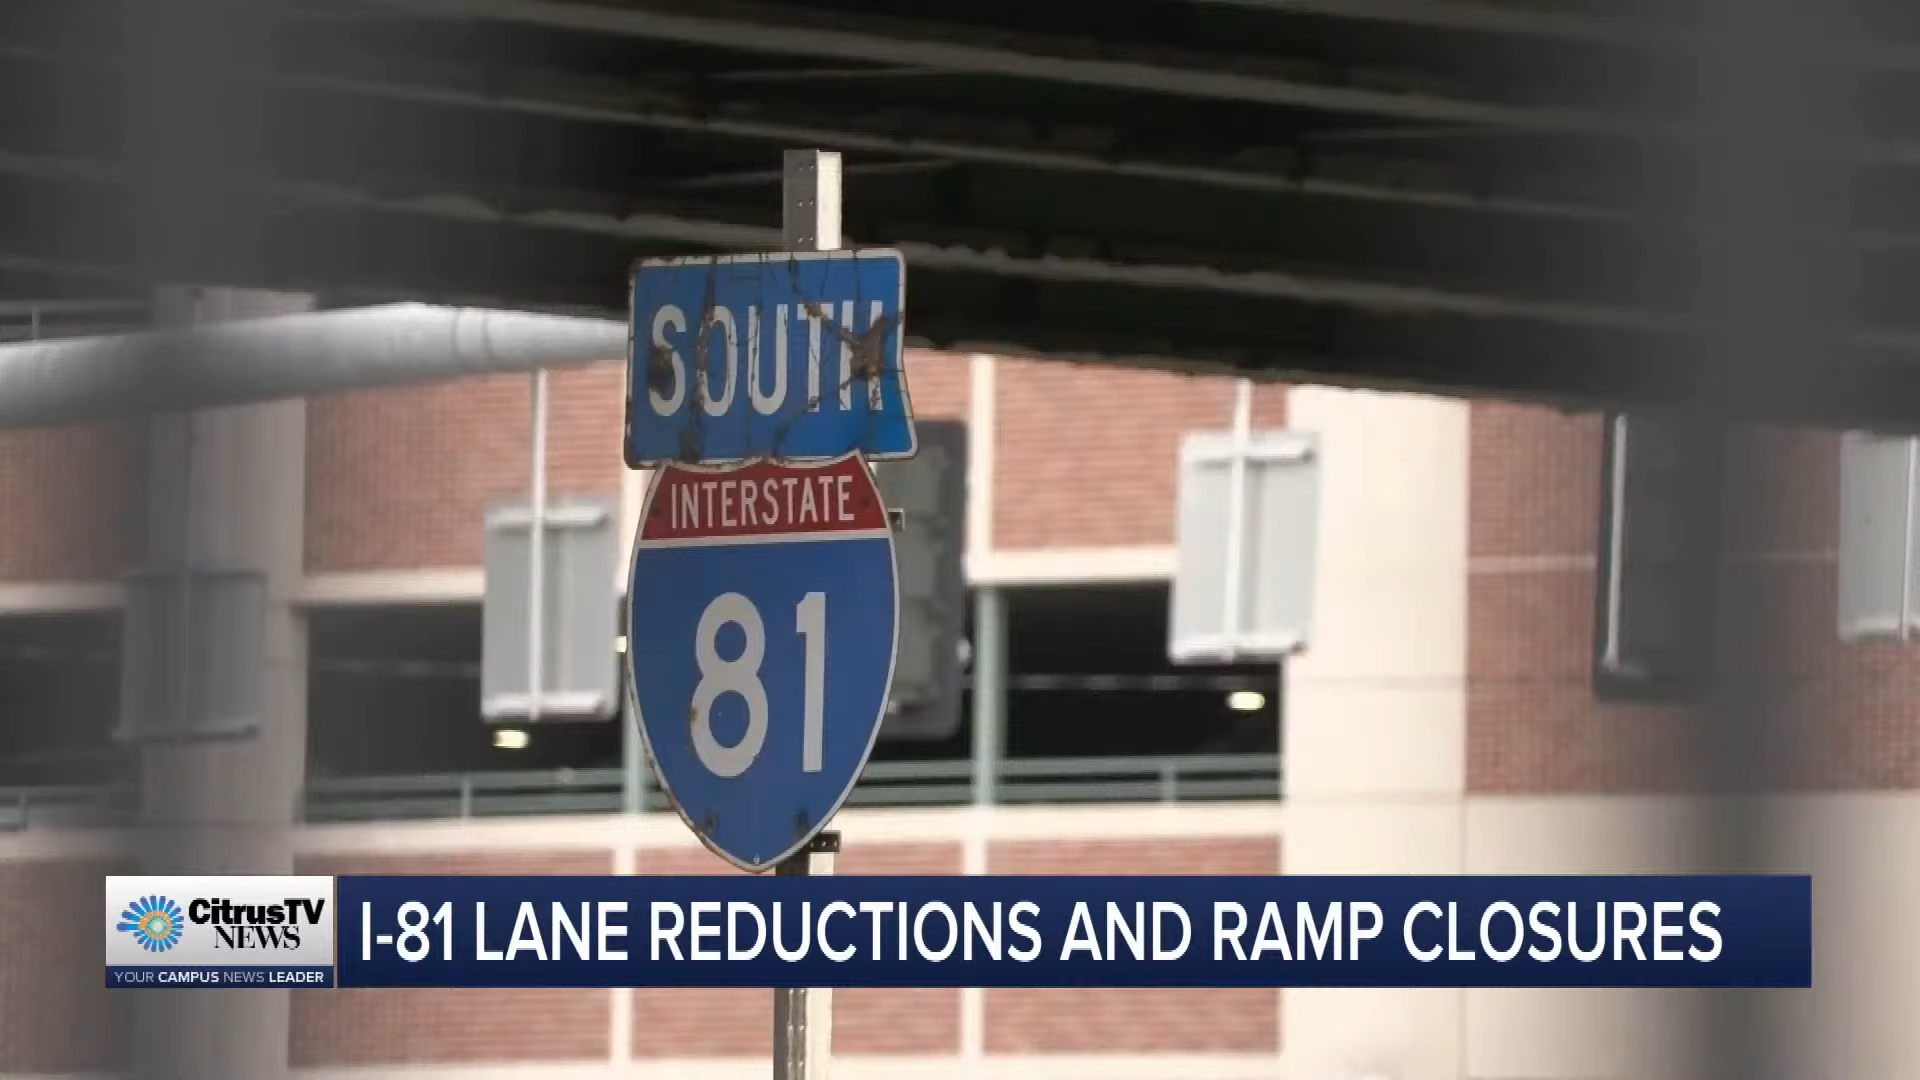 SOUTH
INTERSTATE
81
CitrusTV
NEWS
YOUR CAMPUS NEWS LEADER
I-81 LANE REDUCTIONS AND RAMP CLOSURES